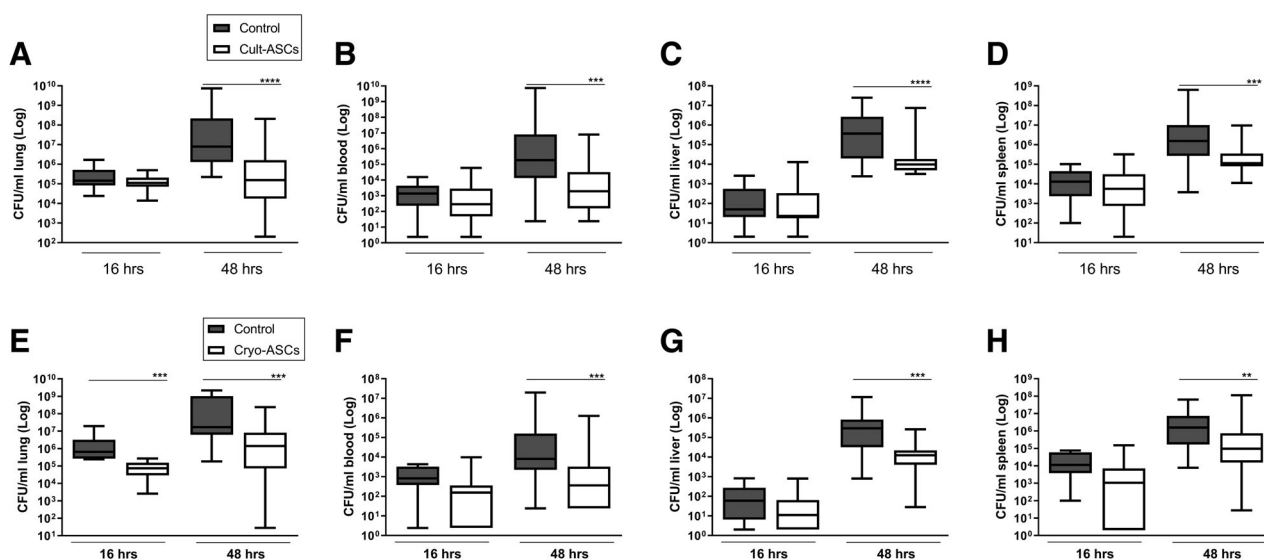 Control
Cult-ASCs
A
CFU/ml lung (Log)
10¹⁰
10⁹
10⁸
10⁷
10⁶
10⁵
10⁴
10³
10²
****
16 hrs
48 hrs
B
CFU/ml blood (Log)
10¹⁰
10⁹
10⁸
10⁷
10⁶
10⁵
10⁴
10³
10²
10¹
10⁰
***
16 hrs
48 hrs
C
CFU/ml liver (Log)
10⁸
10⁷
10⁶
10⁵
10⁴
10³
10²
10¹
10⁰
****
16 hrs
48 hrs
D
CFU/ml spleen (Log)
10⁹
10⁸
10⁷
10⁶
10⁵
10⁴
10³
10²
10¹
***
16 hrs
48 hrs
Control
Cryo-ASCs
E
CFU/ml lung (Log)
10¹⁰
10⁹
10⁸
10⁷
10⁶
10⁵
10⁴
10³
10²
10¹
***
***
16 hrs
48 hrs
F
CFU/ml blood (Log)
10⁸
10⁷
10⁶
10⁵
10⁴
10³
10²
10¹
10⁰
***
16 hrs
48 hrs
G
CFU/ml liver (Log)
10⁸
10⁷
10⁶
10⁵
10⁴
10³
10²
10¹
10⁰
***
16 hrs
48 hrs
H
CFU/ml spleen (Log)
10⁹
10⁸
10⁷
10⁶
10⁵
10⁴
10³
10²
10¹
**
16 hrs
48 hrs